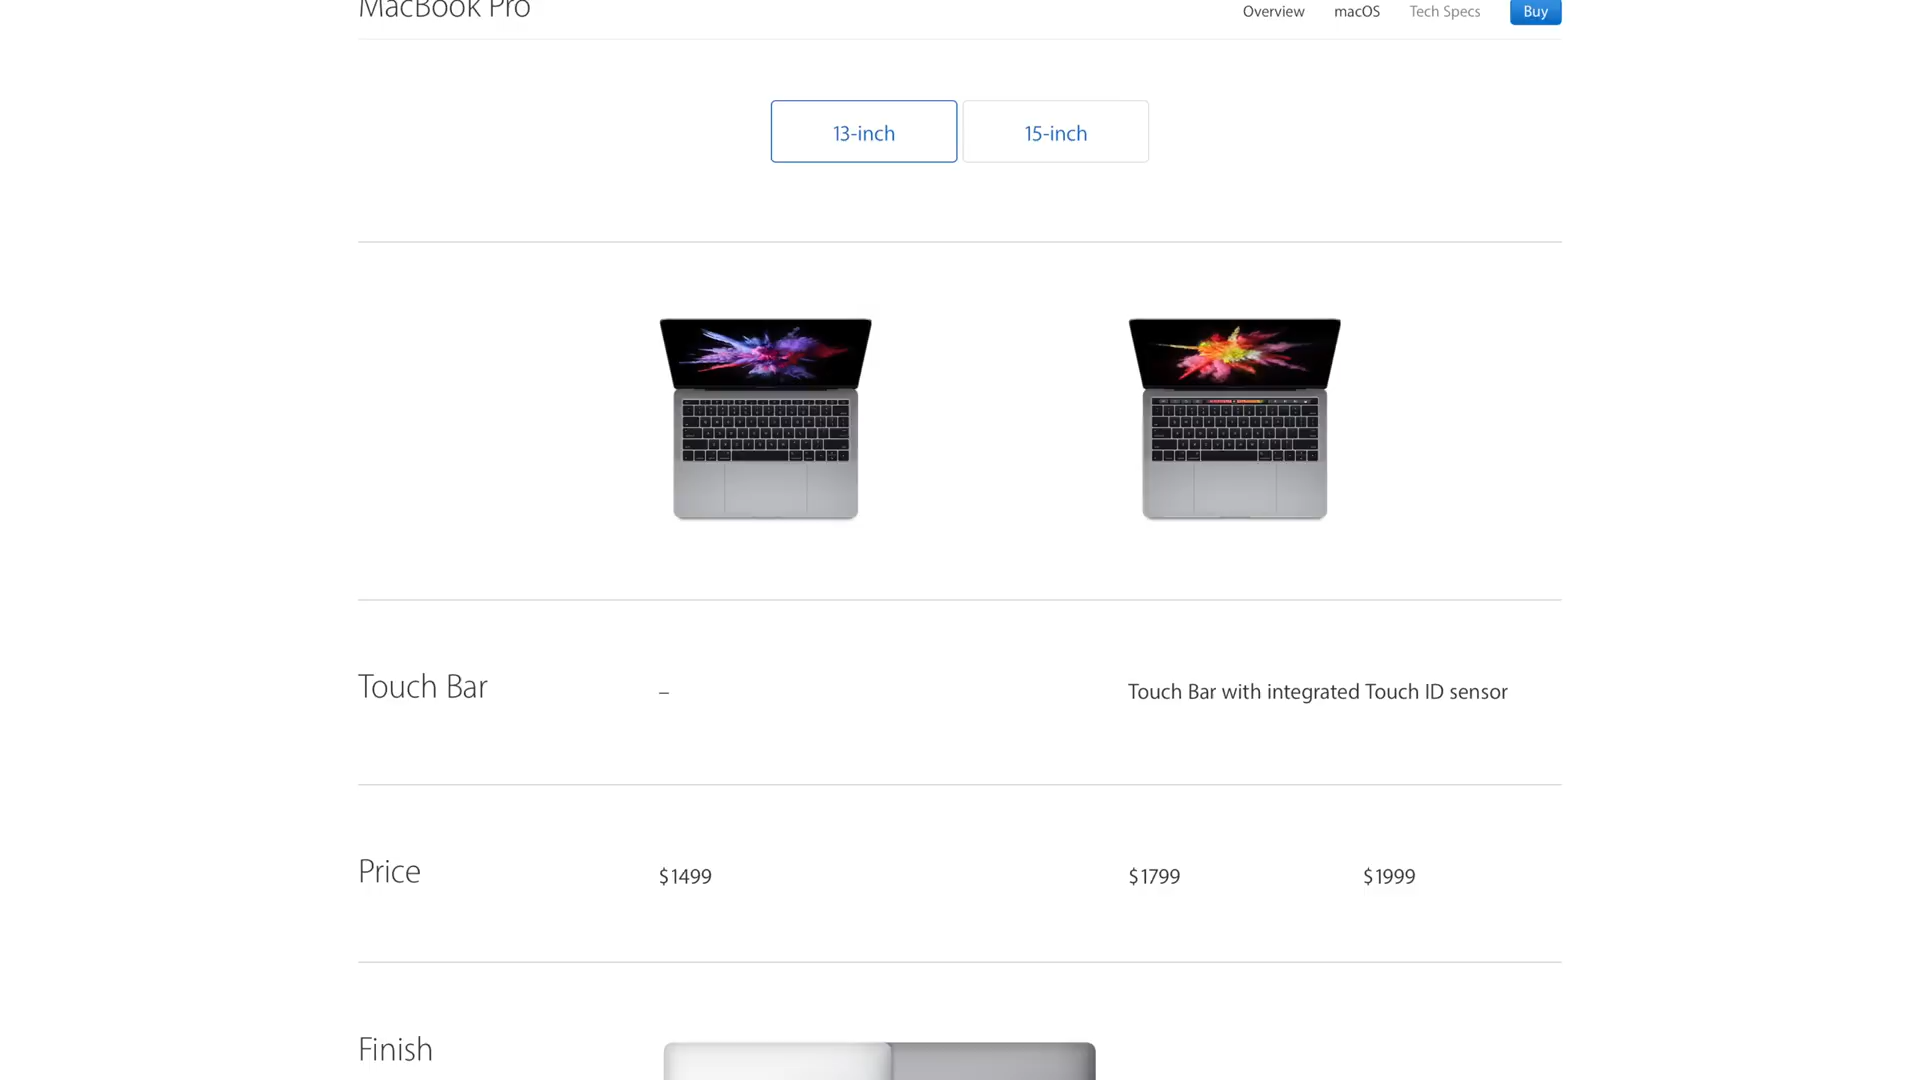 MacBook Pro
Overview macOS Tech Specs Buy
13-inch 15-inch
Touch Bar – Touch Bar with integrated Touch ID sensor
Price $1499 $1799 $1999
Finish